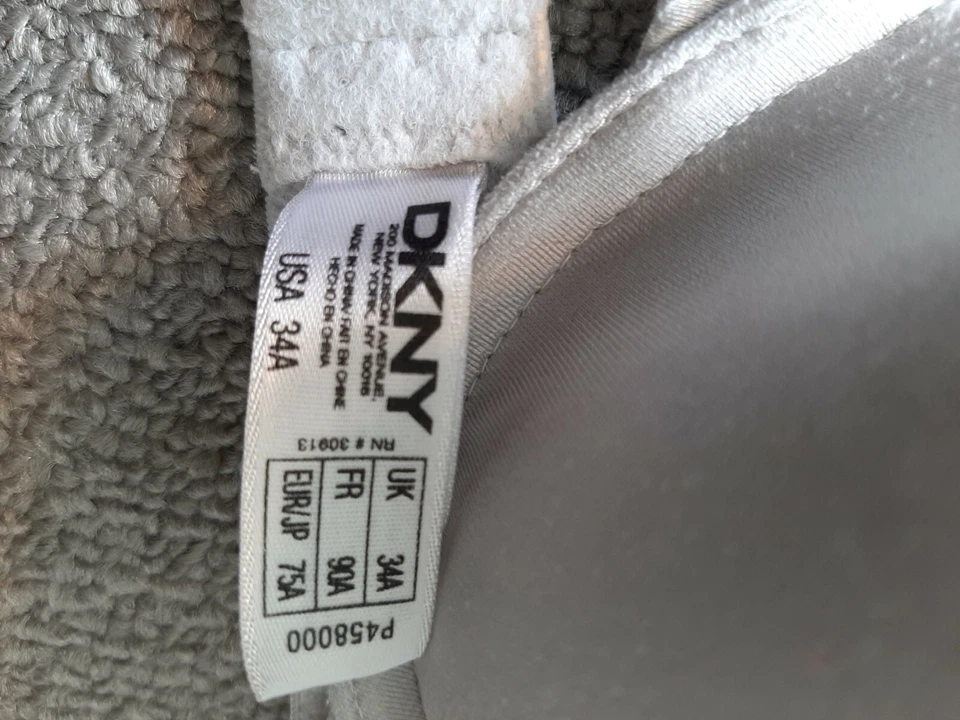 DKNY
200 MADISON AVENUE,
NEW YORK, NY 10016
MADE IN CHINA/FAIT EN CHINE
HECHO EN CHINA
USA 34A
RN # 30913
UK 34A
FR 90A
EUR/JP 75A
P458000